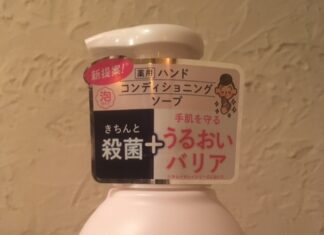 新提案!
泡
薬用 ハンド
コンディショニング
ソープ
きちんと
殺菌
+
手肌を守る
うるおい
バリア